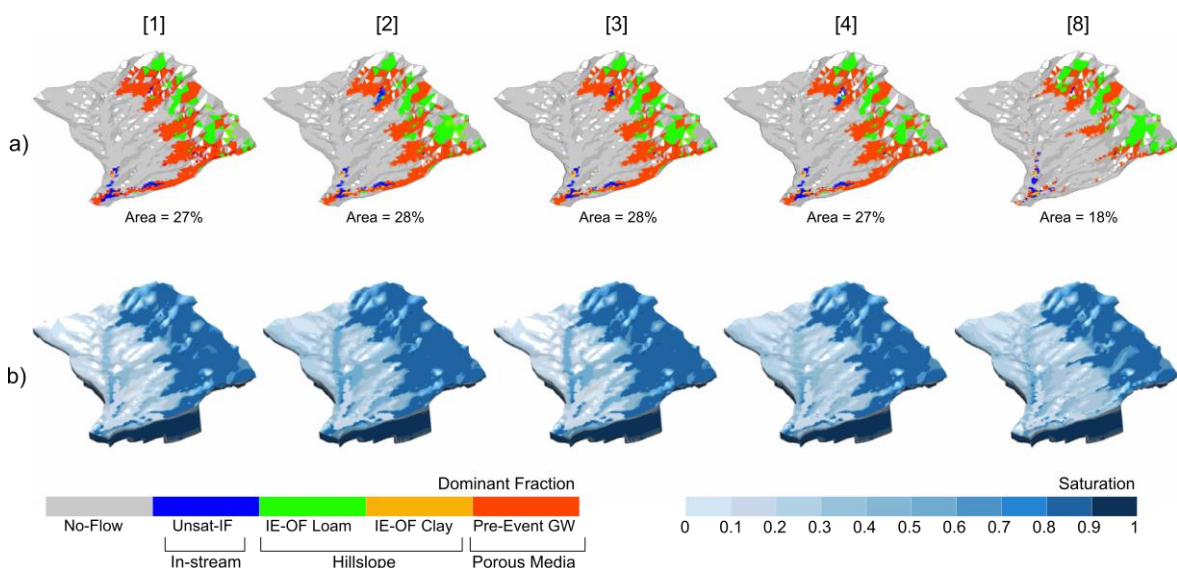 [1] [2] [3] [4] [8]
a)
Area = 27% Area = 28% Area = 28% Area = 27% Area = 18%
b)
Dominant Fraction
No-Flow Unsat-IF IE-OF Loam IE-OF Clay Pre-Event GW
In-stream Hillslope Porous Media
Saturation
0 0.1 0.2 0.3 0.4 0.5 0.6 0.7 0.8 0.9 1